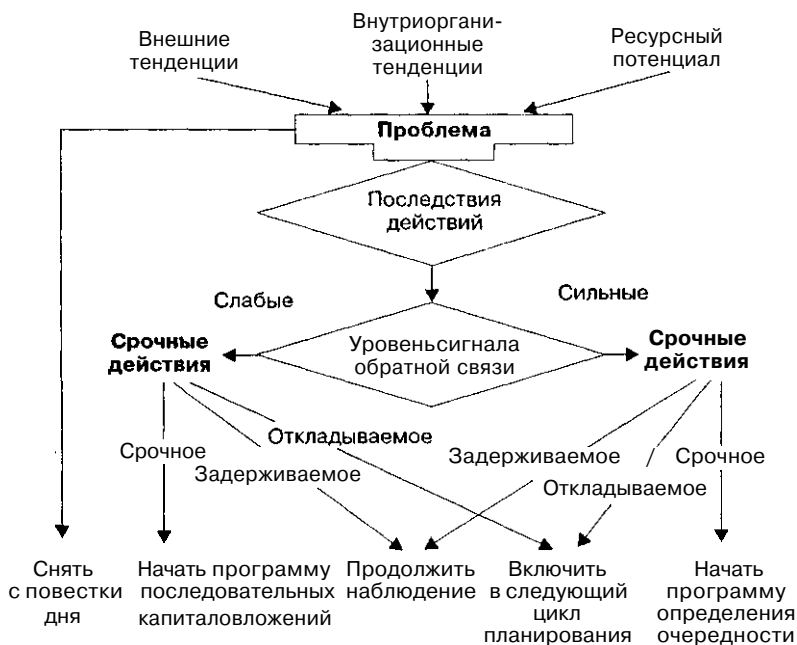 Внешние
тенденции
Внутриоргани-
зационные
тенденции
Ресурсный
потенциал
Проблема
Последствия
действий
Слабые
Сильные
Срочные
действия
Уровеньсигнала
обратной связи
Срочные
действия
Срочное
Задерживаемое
Откладываемое
Задерживаемое
Откладываемое
Срочное
Снять
с повестки
дня
Начать программу
последовательных
капиталовложений
Продолжить
наблюдение
Включить
в следующий
цикл
планирования
Начать
программу
определения
очередности